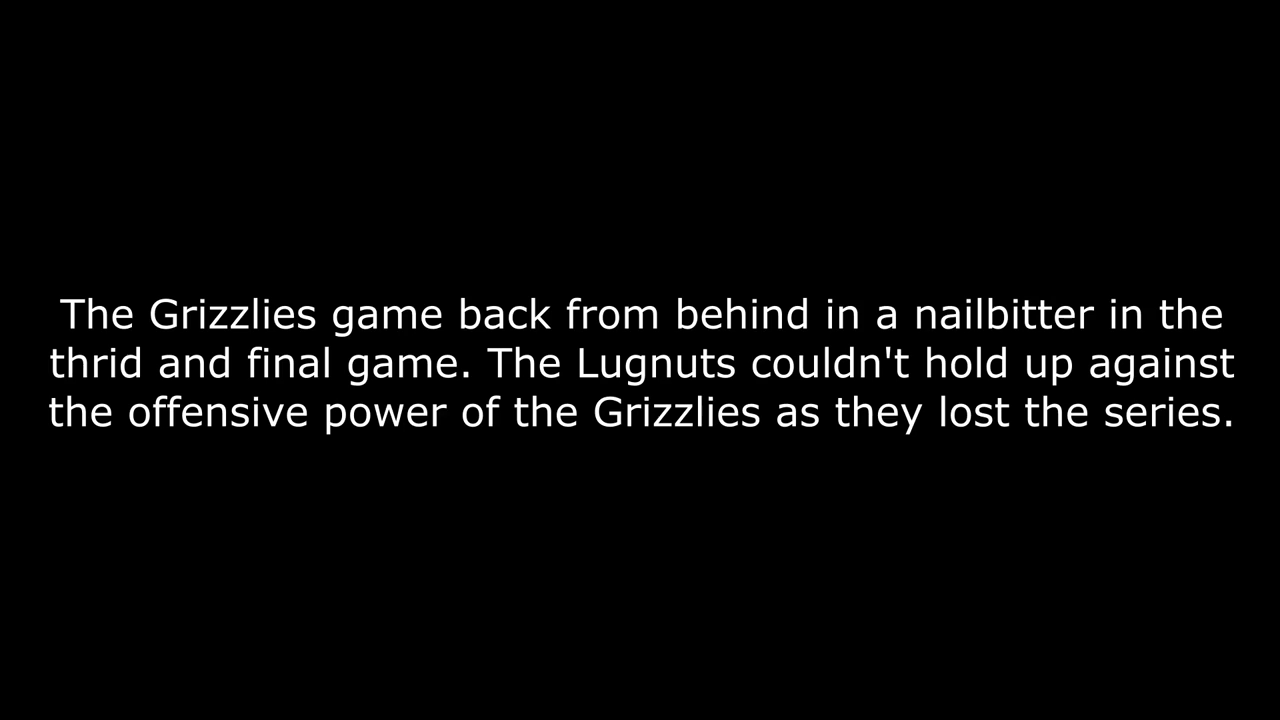 The Grizzlies game back from behind in a nailbitter in the
thrid and final game. The Lugnuts couldn't hold up against
the offensive power of the Grizzlies as they lost the series.